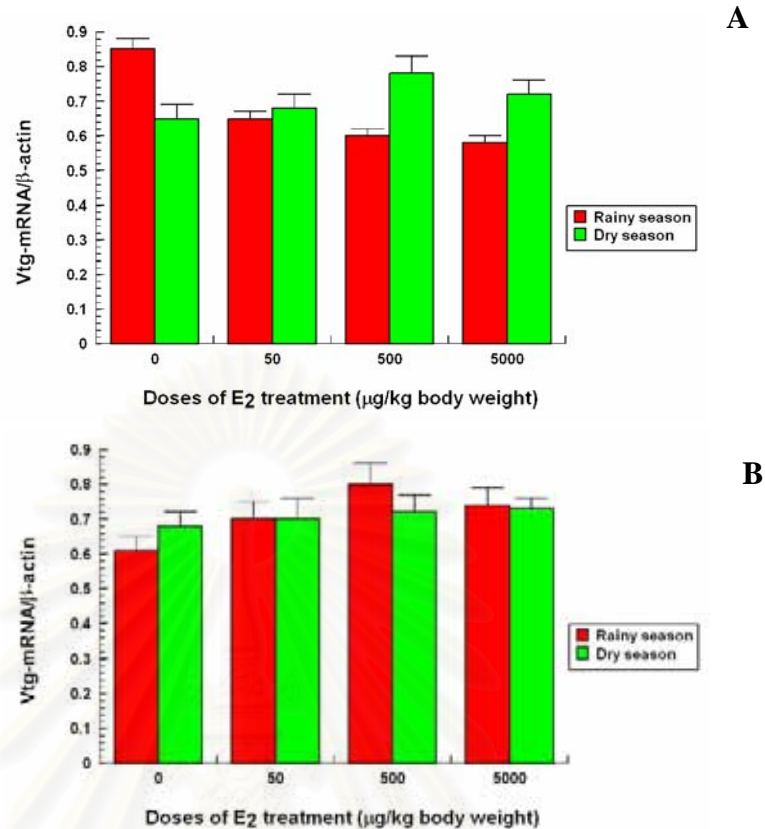 A
0.9
0.8
0.7
0.6
0.5
0.4
0.3
0.2
0.1
0
Vtg-mRNA/β-actin
0 50 500 5000
Doses of E2 treatment (µg/kg body weight)
Rainy season
Dry season
B
0.9
0.8
0.7
0.6
0.5
0.4
0.3
0.2
0.1
0
Vtg-mRNA/β-actin
0 50 500 5000
Doses of E2 treatment (µg/kg body weight)
Rainy season
Dry season